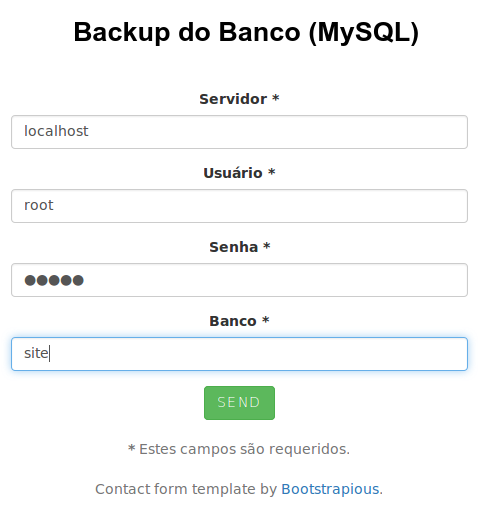 Backup do Banco (MySQL)
Servidor *
localhost
Usuário *
root
Senha *
●●●●●
Banco *
site
SEND
* Estes campos são requeridos.
Contact form template by Bootstrapious.